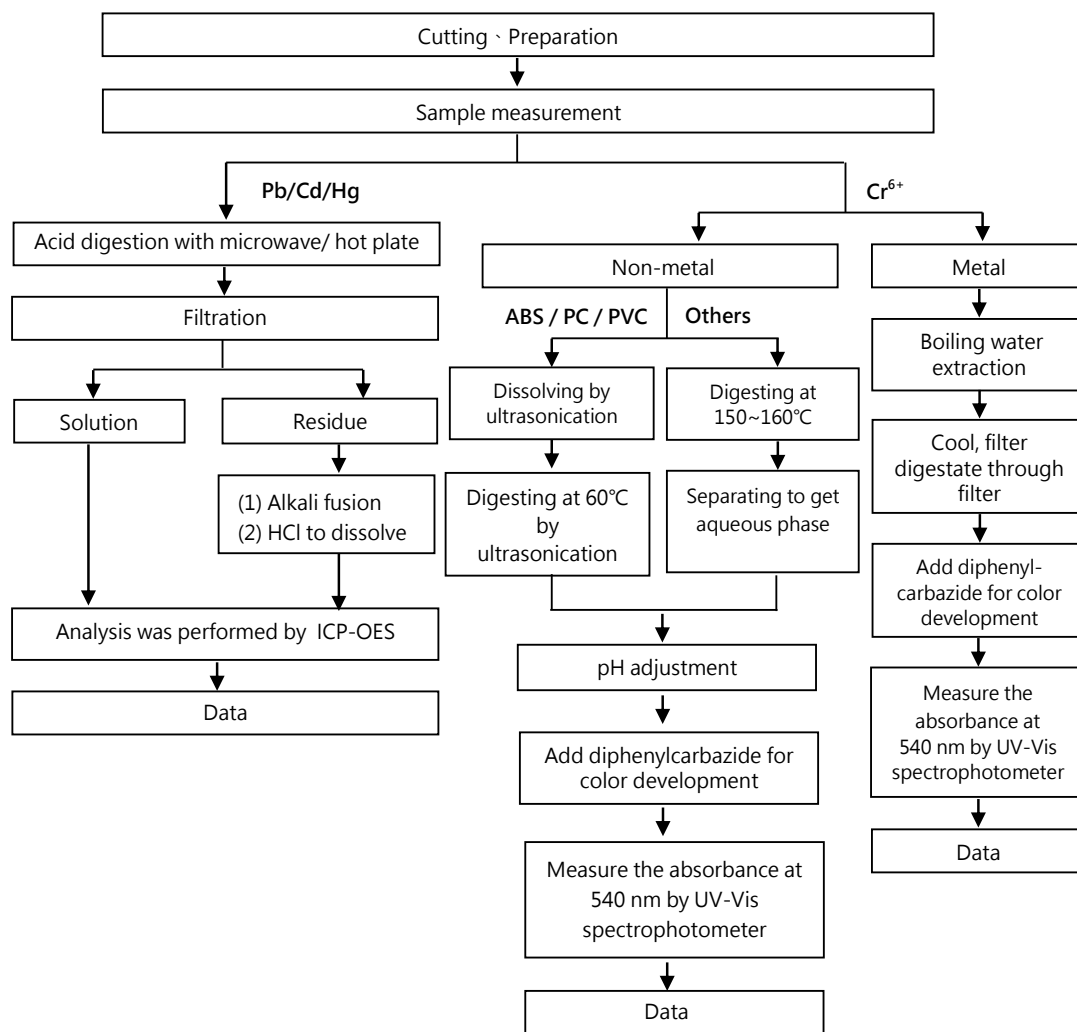 Cutting、Preparation
Sample measurement
Pb/Cd/Hg
Cr⁶⁺
Acid digestion with microwave/ hot plate
Filtration
Solution
Residue
(1) Alkali fusion
(2) HCl to dissolve
Analysis was performed by ICP-OES
Data
Non-metal
ABS / PC / PVC
Others
Dissolving by
ultrasonication
Digesting at
150~160℃
Digesting at 60℃
by
ultrasonication
Separating to get
aqueous phase
pH adjustment
Add diphenylcarbazide for
color development
Measure the absorbance at
540 nm by UV-Vis
spectrophotometer
Data
Metal
Boiling water
extraction
Cool, filter
digestate through
filter
Add diphenyl-
carbazide for color
development
Measure the
absorbance at
540 nm by UV-Vis
spectrophotometer
Data